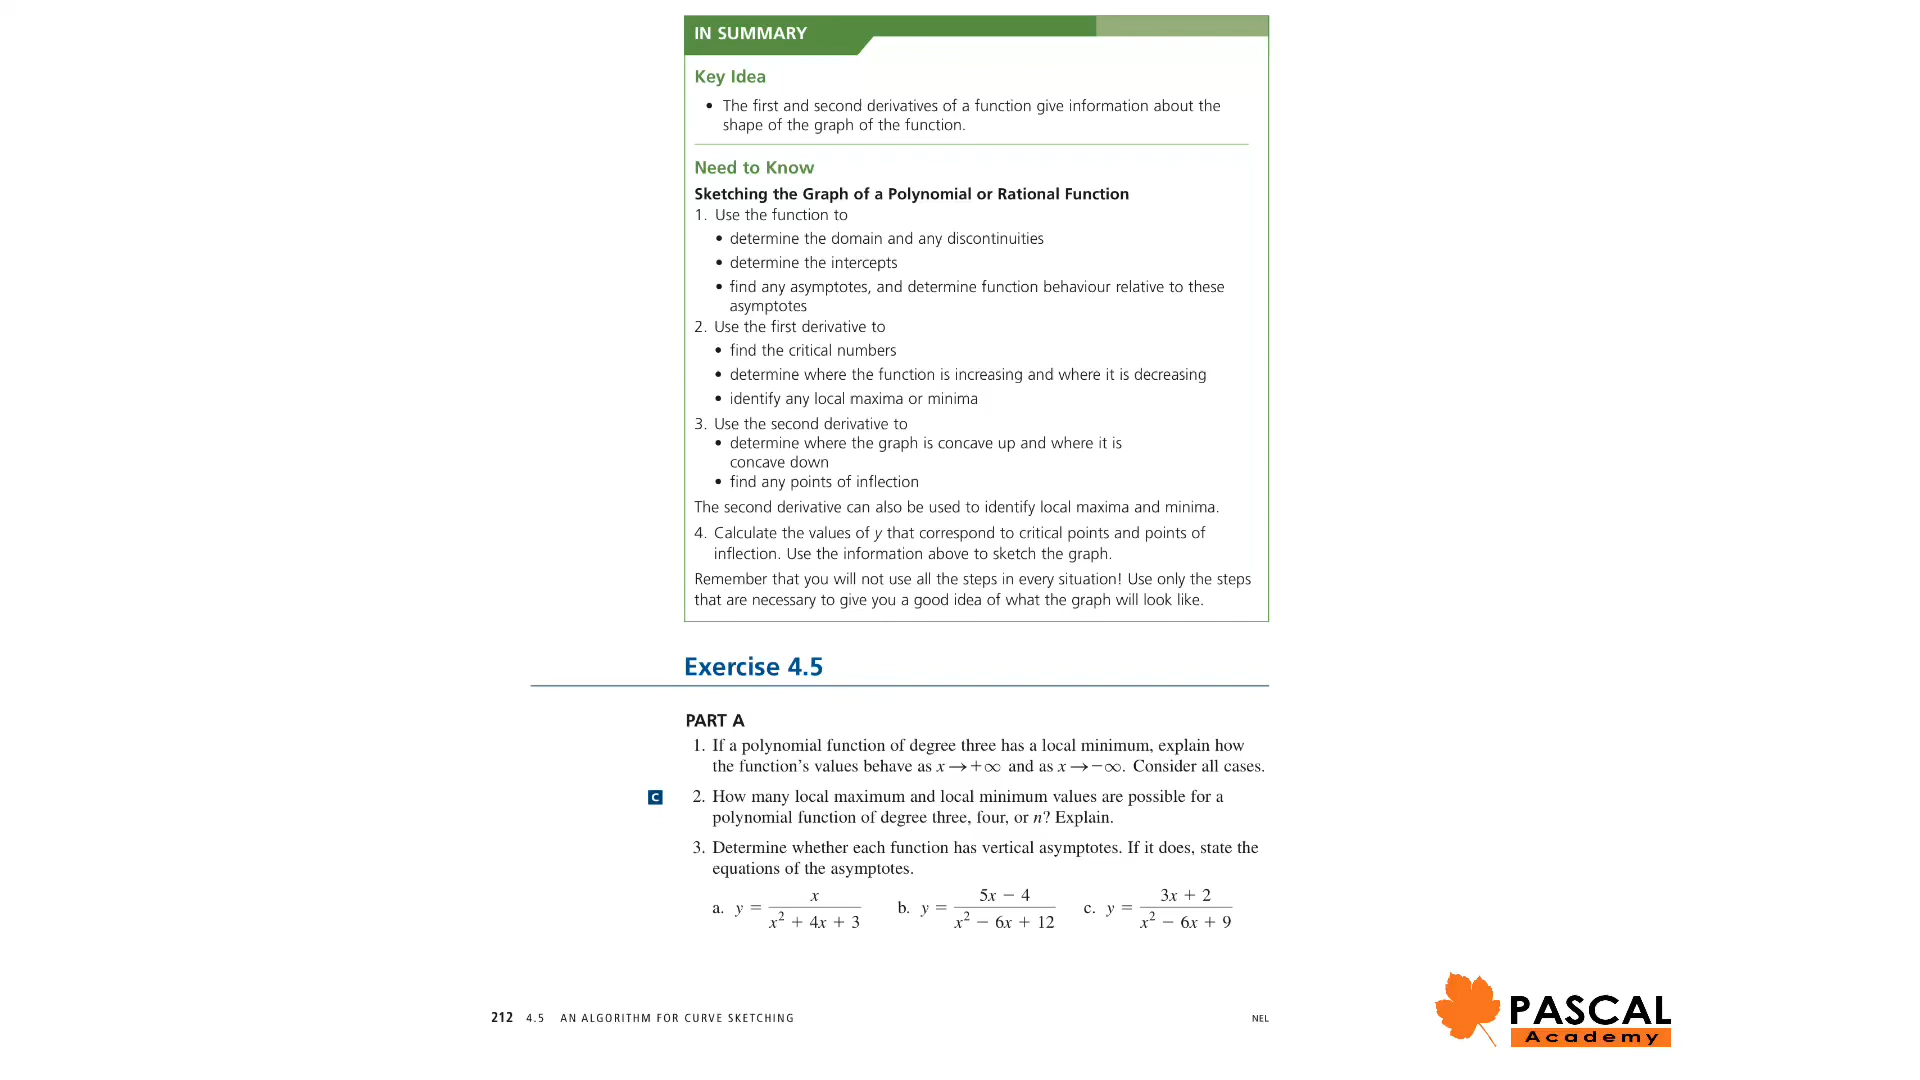 IN SUMMARY
Key Idea
• The first and second derivatives of a function give information about the
shape of the graph of the function.
Need to Know
Sketching the Graph of a Polynomial or Rational Function
1. Use the function to
• determine the domain and any discontinuities
• determine the intercepts
• find any asymptotes, and determine function behaviour relative to these
asymptotes
2. Use the first derivative to
• find the critical numbers
• determine where the function is increasing and where it is decreasing
• identify any local maxima or minima
3. Use the second derivative to
• determine where the graph is concave up and where it is
concave down
• find any points of inflection
The second derivative can also be used to identify local maxima and minima.
4. Calculate the values of y that correspond to critical points and points of
inflection. Use the information above to sketch the graph.
Remember that you will not use all the steps in every situation! Use only the steps
that are necessary to give you a good idea of what the graph will look like.
Exercise 4.5
PART A
1. If a polynomial function of degree three has a local minimum, explain how
the function's values behave as x → +∞ and as x → −∞. Consider all cases.
C 2. How many local maximum and local minimum values are possible for a
polynomial function of degree three, four, or n? Explain.
3. Determine whether each function has vertical asymptotes. If it does, state the
equations of the asymptotes.
a. y = x / (x² + 4x + 3) b. y = (5x − 4) / (x² − 6x + 12) c. y = (3x + 2) / (x² − 6x + 9)
212 4.5 AN ALGORITHM FOR CURVE SKETCHING NEL
PASCAL
Academy